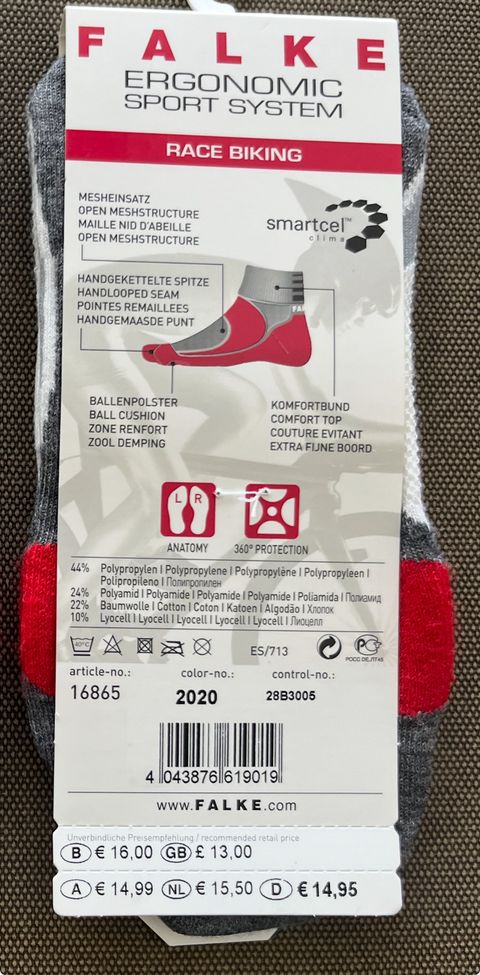 FALKE
ERGONOMIC
SPORT SYSTEM
RACE BIKING
MESHEINSATZ
OPEN MESHSTRUCTURE
MAILLE NID D'ABEILLE
OPEN MESHSTRUCTURE
smartcel™
clima
HANDGEKETTELTE SPITZE
HANDLOOPED SEAM
POINTES REMAILLEES
HANDGEMAASDE PUNT
BALLENPOLSTER
BALL CUSHION
ZONE RENFORT
ZOOL DEMPING
KOMFORTBUND
COMFORT TOP
COUTURE EVITANT
EXTRA FIJNE BOORD
L R
ANATOMY
360° PROTECTION
44% Polypropylen I Polypropylene I Polypropylène I Polypropyleen I
Polipropileno I Полипропилен
24% Polyamid I Polyamide I Polyamide I Polyamide I Poliamida I Полиамид
22% Baumwolle I Cotton I Coton I Katoen I Algodão I Хлопок
10% Lyocell I Lyocell I Lyocell I Lyocell I Lyocell I Лиоцелл
40°C
ES/713
РОСС DE.ЛТ45
article-no.: color-no.: control-no.:
16865 2020 28B3005
4 043876 619019
www.FALKE.com
Unverbindliche Preisempfehlung / recommended retail price
B € 16,00 GB £ 13,00
A € 14,99 NL € 15,50 D € 14,95